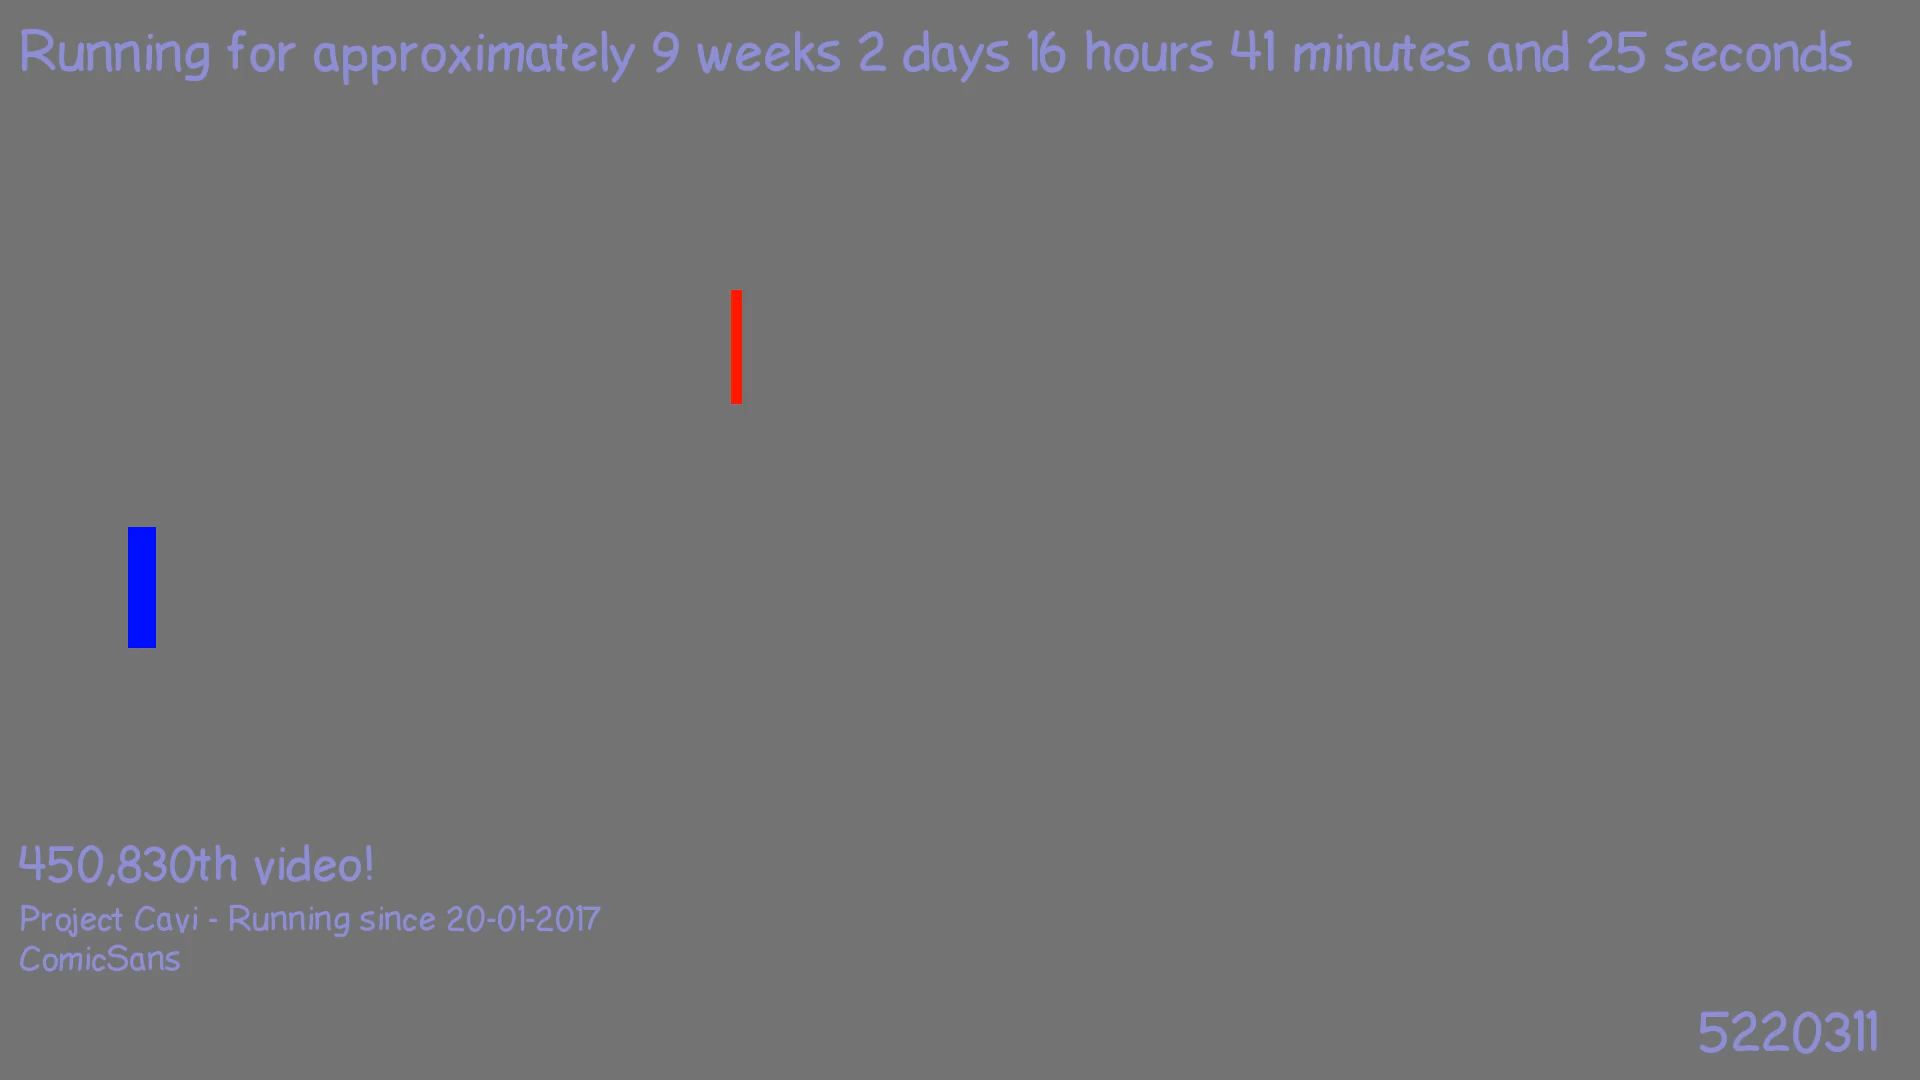 Running for approximately 9 weeks 2 days 16 hours 41 minutes and 25 seconds
450,830th video!
Project Cavi - Running since 20-01-2017
ComicSans
5220311